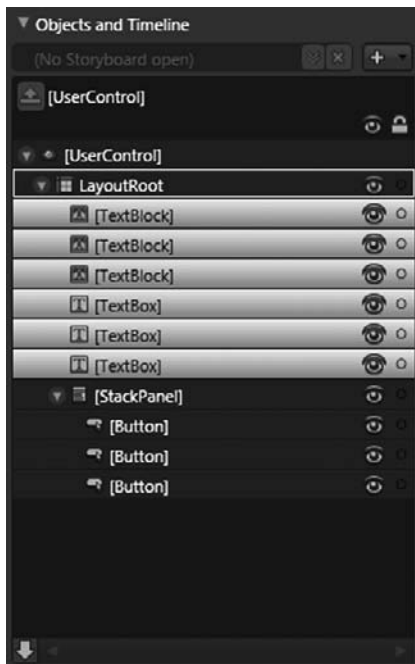 Objects and Timeline
(No Storyboard open)
[UserControl]
[UserControl]
LayoutRoot
[TextBlock]
[TextBlock]
[TextBlock]
[TextBox]
[TextBox]
[TextBox]
[StackPanel]
[Button]
[Button]
[Button]